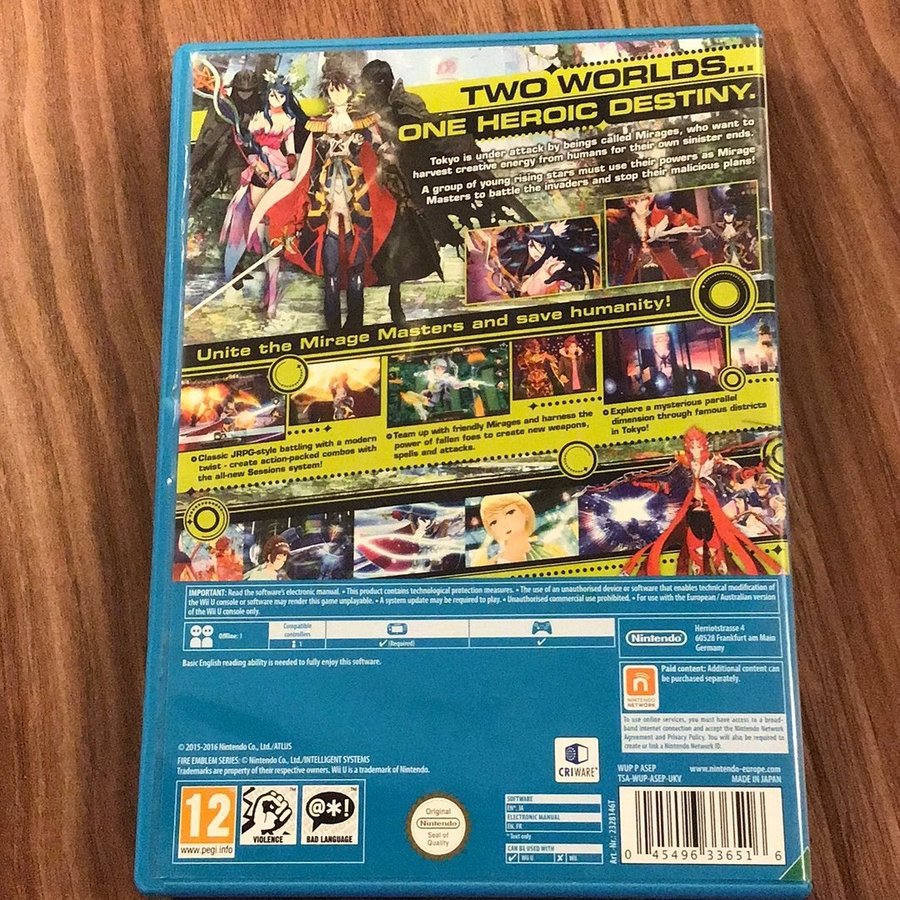 TWO WORLDS...
ONE HEROIC DESTINY.
Tokyo is under attack by beings called Mirages, who want to
harvest creative energy from humans for their own sinister ends.
A group of young rising stars must use their powers as Mirage
Masters to battle the invaders and stop their malicious plans!
Unite the Mirage Masters and save humanity!
Classic JRPG-style battling with a modern
twist - create action-packed combos with
the all-new Sessions system!
Team up with friendly Mirages and harness the
power of fallen foes to create new weapons,
spells and attacks.
Explore a mysterious parallel
dimension through famous districts
in Tokyo!
IMPORTANT: Read the software's electronic manual. • This product contains technological protection measures. • The use of an unauthorised device or software that enables technical modification of
the Wii U console or software may render this game unplayable. • A system update may be required to play. • Unauthorised commercial use prohibited. • For use with the European / Australian version
of the Wii U console only.
Offline: 1
Compatible
controllers
1
✓ (Required)
✓
Nintendo
Herriotstrasse 4
60528 Frankfurt am Main
Germany
Basic English reading ability is needed to fully enjoy this software.
NINTENDO
NETWORK
Paid content: Additional content can
be purchased separately.
To use online services, you must have access to a broad-
band internet connection and accept the Nintendo Network
Agreement and Privacy Policy. You will also be required to
create or link a Nintendo Network ID.
© 2015-2016 Nintendo Co., Ltd./ATLUS
FIRE EMBLEM SERIES: © Nintendo Co., Ltd./INTELLIGENT SYSTEMS
Trademarks are property of their respective owners. Wii U is a trademark of Nintendo.
CRIWARE™
WUP P ASEP
TSA-WUP-ASEP-UKV
www.nintendo-europe.com
MADE IN JAPAN
12
www.pegi.info
VIOLENCE
@*!
BAD LANGUAGE
Original
Nintendo
Seal of
Quality
SOFTWARE
EN*, JA
ELECTRONIC MANUAL
EN, FR
* Text only
CAN BE USED WITH
✓ Wii U ✗ Wii
Art.-Nr.: 2328146T
0 45496 33651 6